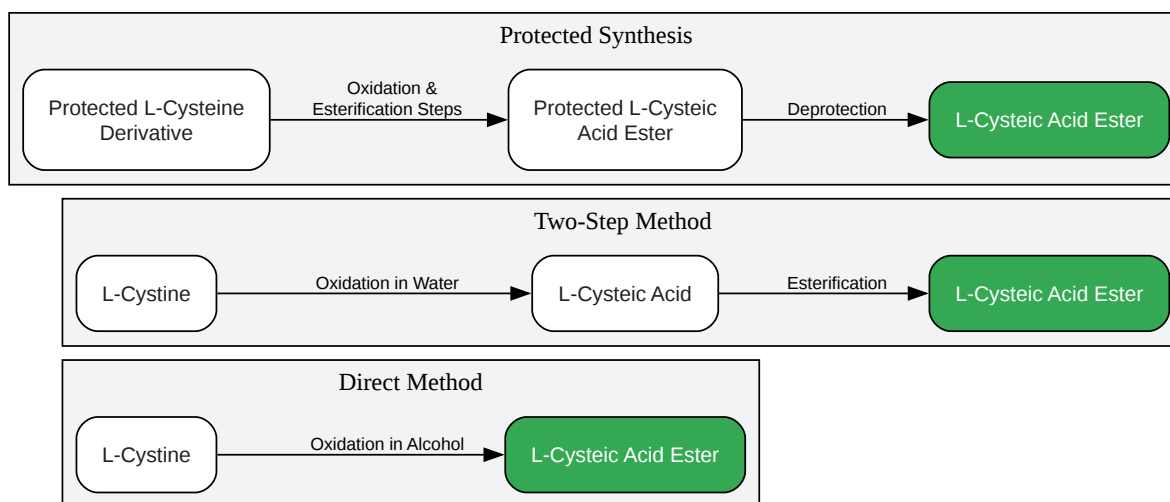 Protected Synthesis
Protected L-Cysteine
Derivative
Oxidation &
Esterification Steps
Protected L-Cysteic
Acid Ester
Deprotection
L-Cysteic Acid Ester
Two-Step Method
L-Cystine
Oxidation in Water
L-Cysteic Acid
Esterification
L-Cysteic Acid Ester
Direct Method
L-Cystine
Oxidation in Alcohol
L-Cysteic Acid Ester